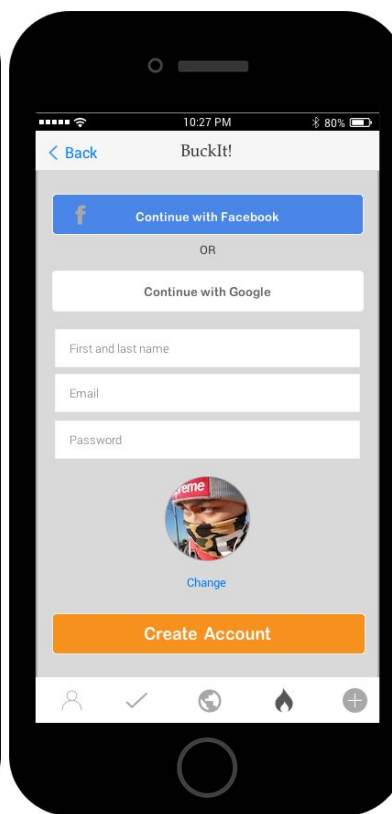 10:27 PM
80%
Back
BuckIt!
f
Continue with Facebook
OR
Continue with Google
First and last name
Email
Password
reme
Change
Create Account